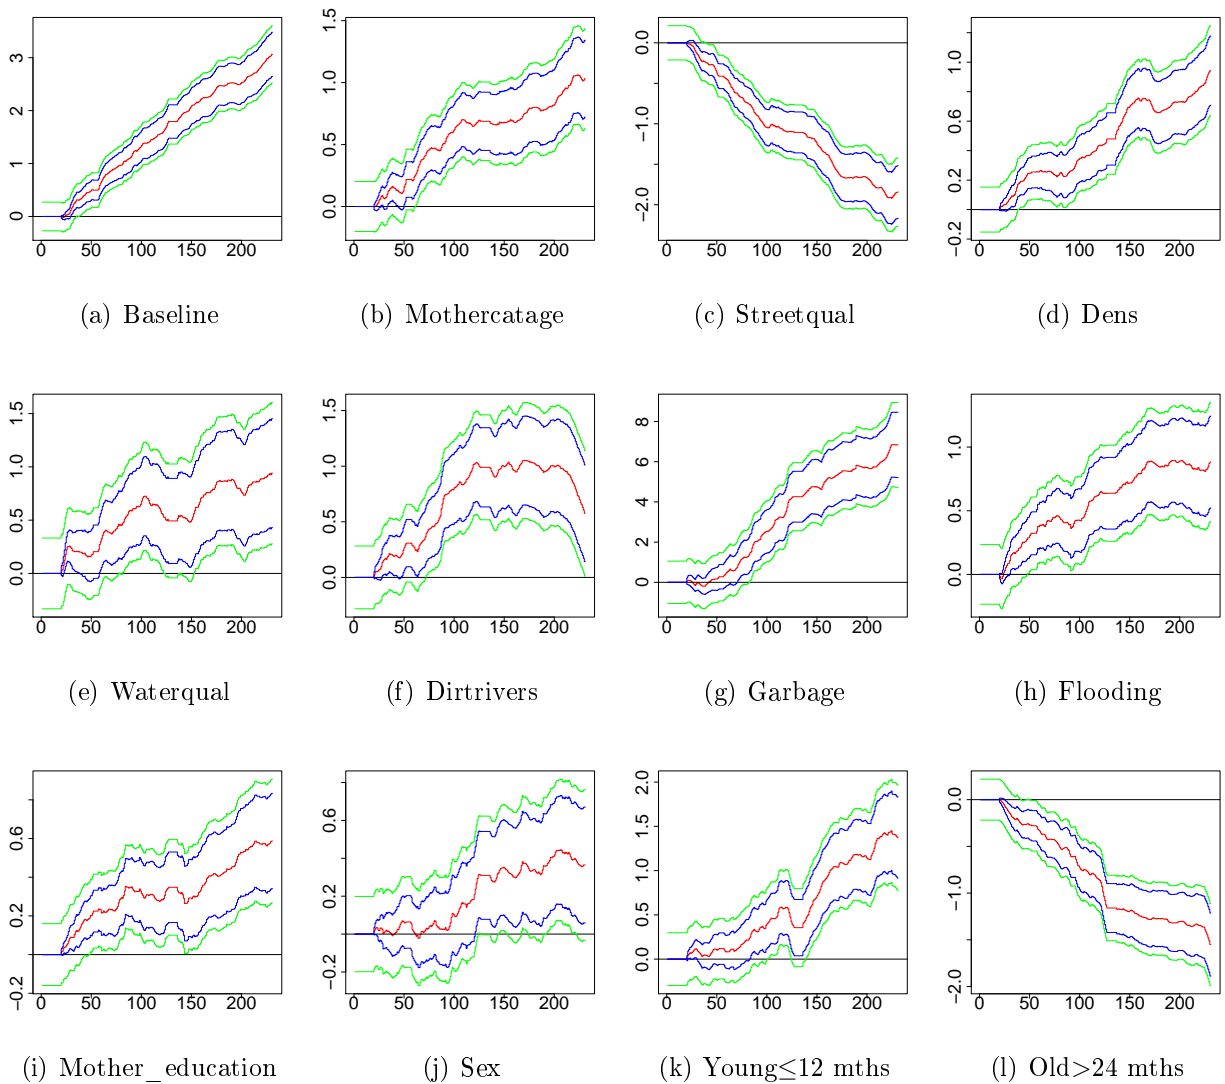 0 1 2 3
0 50 100 150 200
(a) Baseline
0.0 0.5 1.0 1.5
0 50 100 150 200
(b) Mothercatage
−2.0 −1.0 0.0
0 50 100 150 200
(c) Streetqual
−0.2 0.2 0.6 1.0
0 50 100 150 200
(d) Dens
0.0 0.5 1.0 1.5
0 50 100 150 200
(e) Waterqual
0.0 0.5 1.0 1.5
0 50 100 150 200
(f) Dirtrivers
0 2 4 6 8
0 50 100 150 200
(g) Garbage
0.0 0.5 1.0
0 50 100 150 200
(h) Flooding
−0.2 0.2 0.6
0 50 100 150 200
(i) Mother_education
−0.2 0.2 0.6
0 50 100 150 200
(j) Sex
0.0 0.5 1.0 1.5 2.0
0 50 100 150 200
(k) Young≤12 mths
−2.0 −1.0 0.0
0 50 100 150 200
(l) Old>24 mths